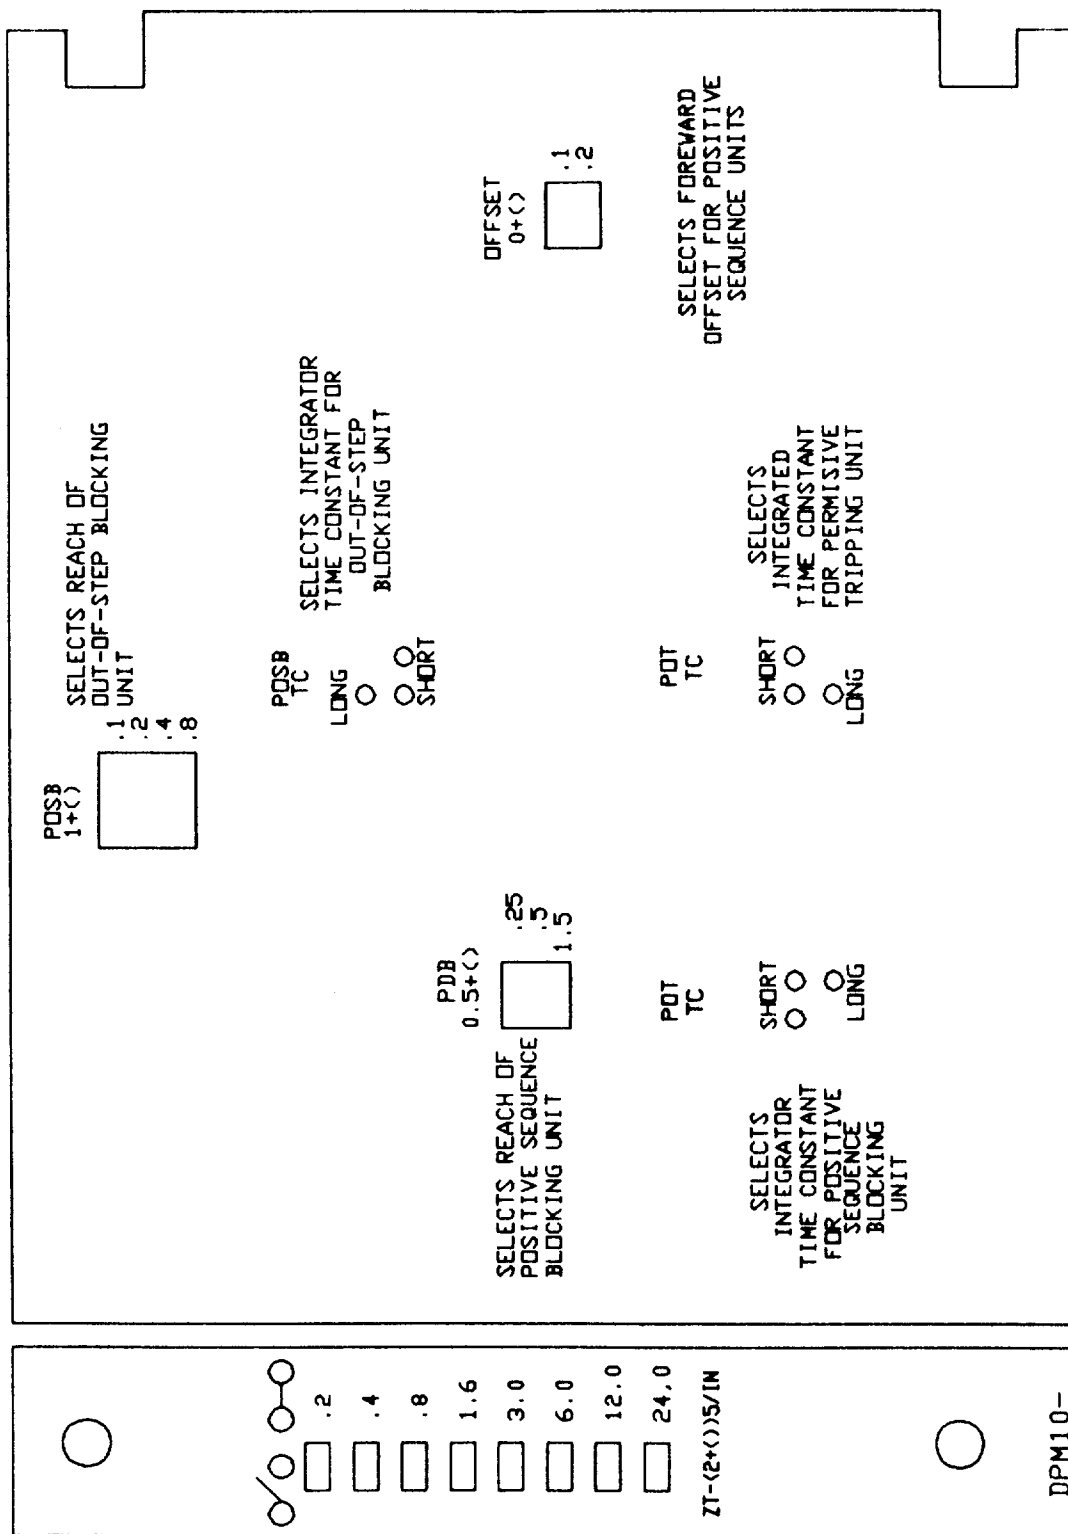 POSB
1+()
.1
.2
.4
.8
SELECTS REACH OF
OUT-OF-STEP BLOCKING
UNIT
POSB
TC
LONG
SHORT
SELECTS INTEGRATOR
TIME CONSTANT FOR
OUT-OF-STEP
BLOCKING UNIT
OFFSET
0+()
.1
.2
SELECTS FOREWARD
OFFSET FOR POSITIVE
SEQUENCE UNITS
PDB
0.5+()
.25
.5
1.5
SELECTS REACH OF
POSITIVE SEQUENCE
BLOCKING UNIT
POT
TC
SHORT
LONG
SELECTS
INTEGRATED
TIME CONSTANT
FOR PERMISIVE
TRIPPING UNIT
POT
TC
SHORT
LONG
SELECTS
INTEGRATOR
TIME CONSTANT
FOR POSITIVE
SEQUENCE
BLOCKING
UNIT
.2
.4
.8
1.6
3.0
6.0
12.0
24,0
ZT-(2+())5/IN
DPM10-